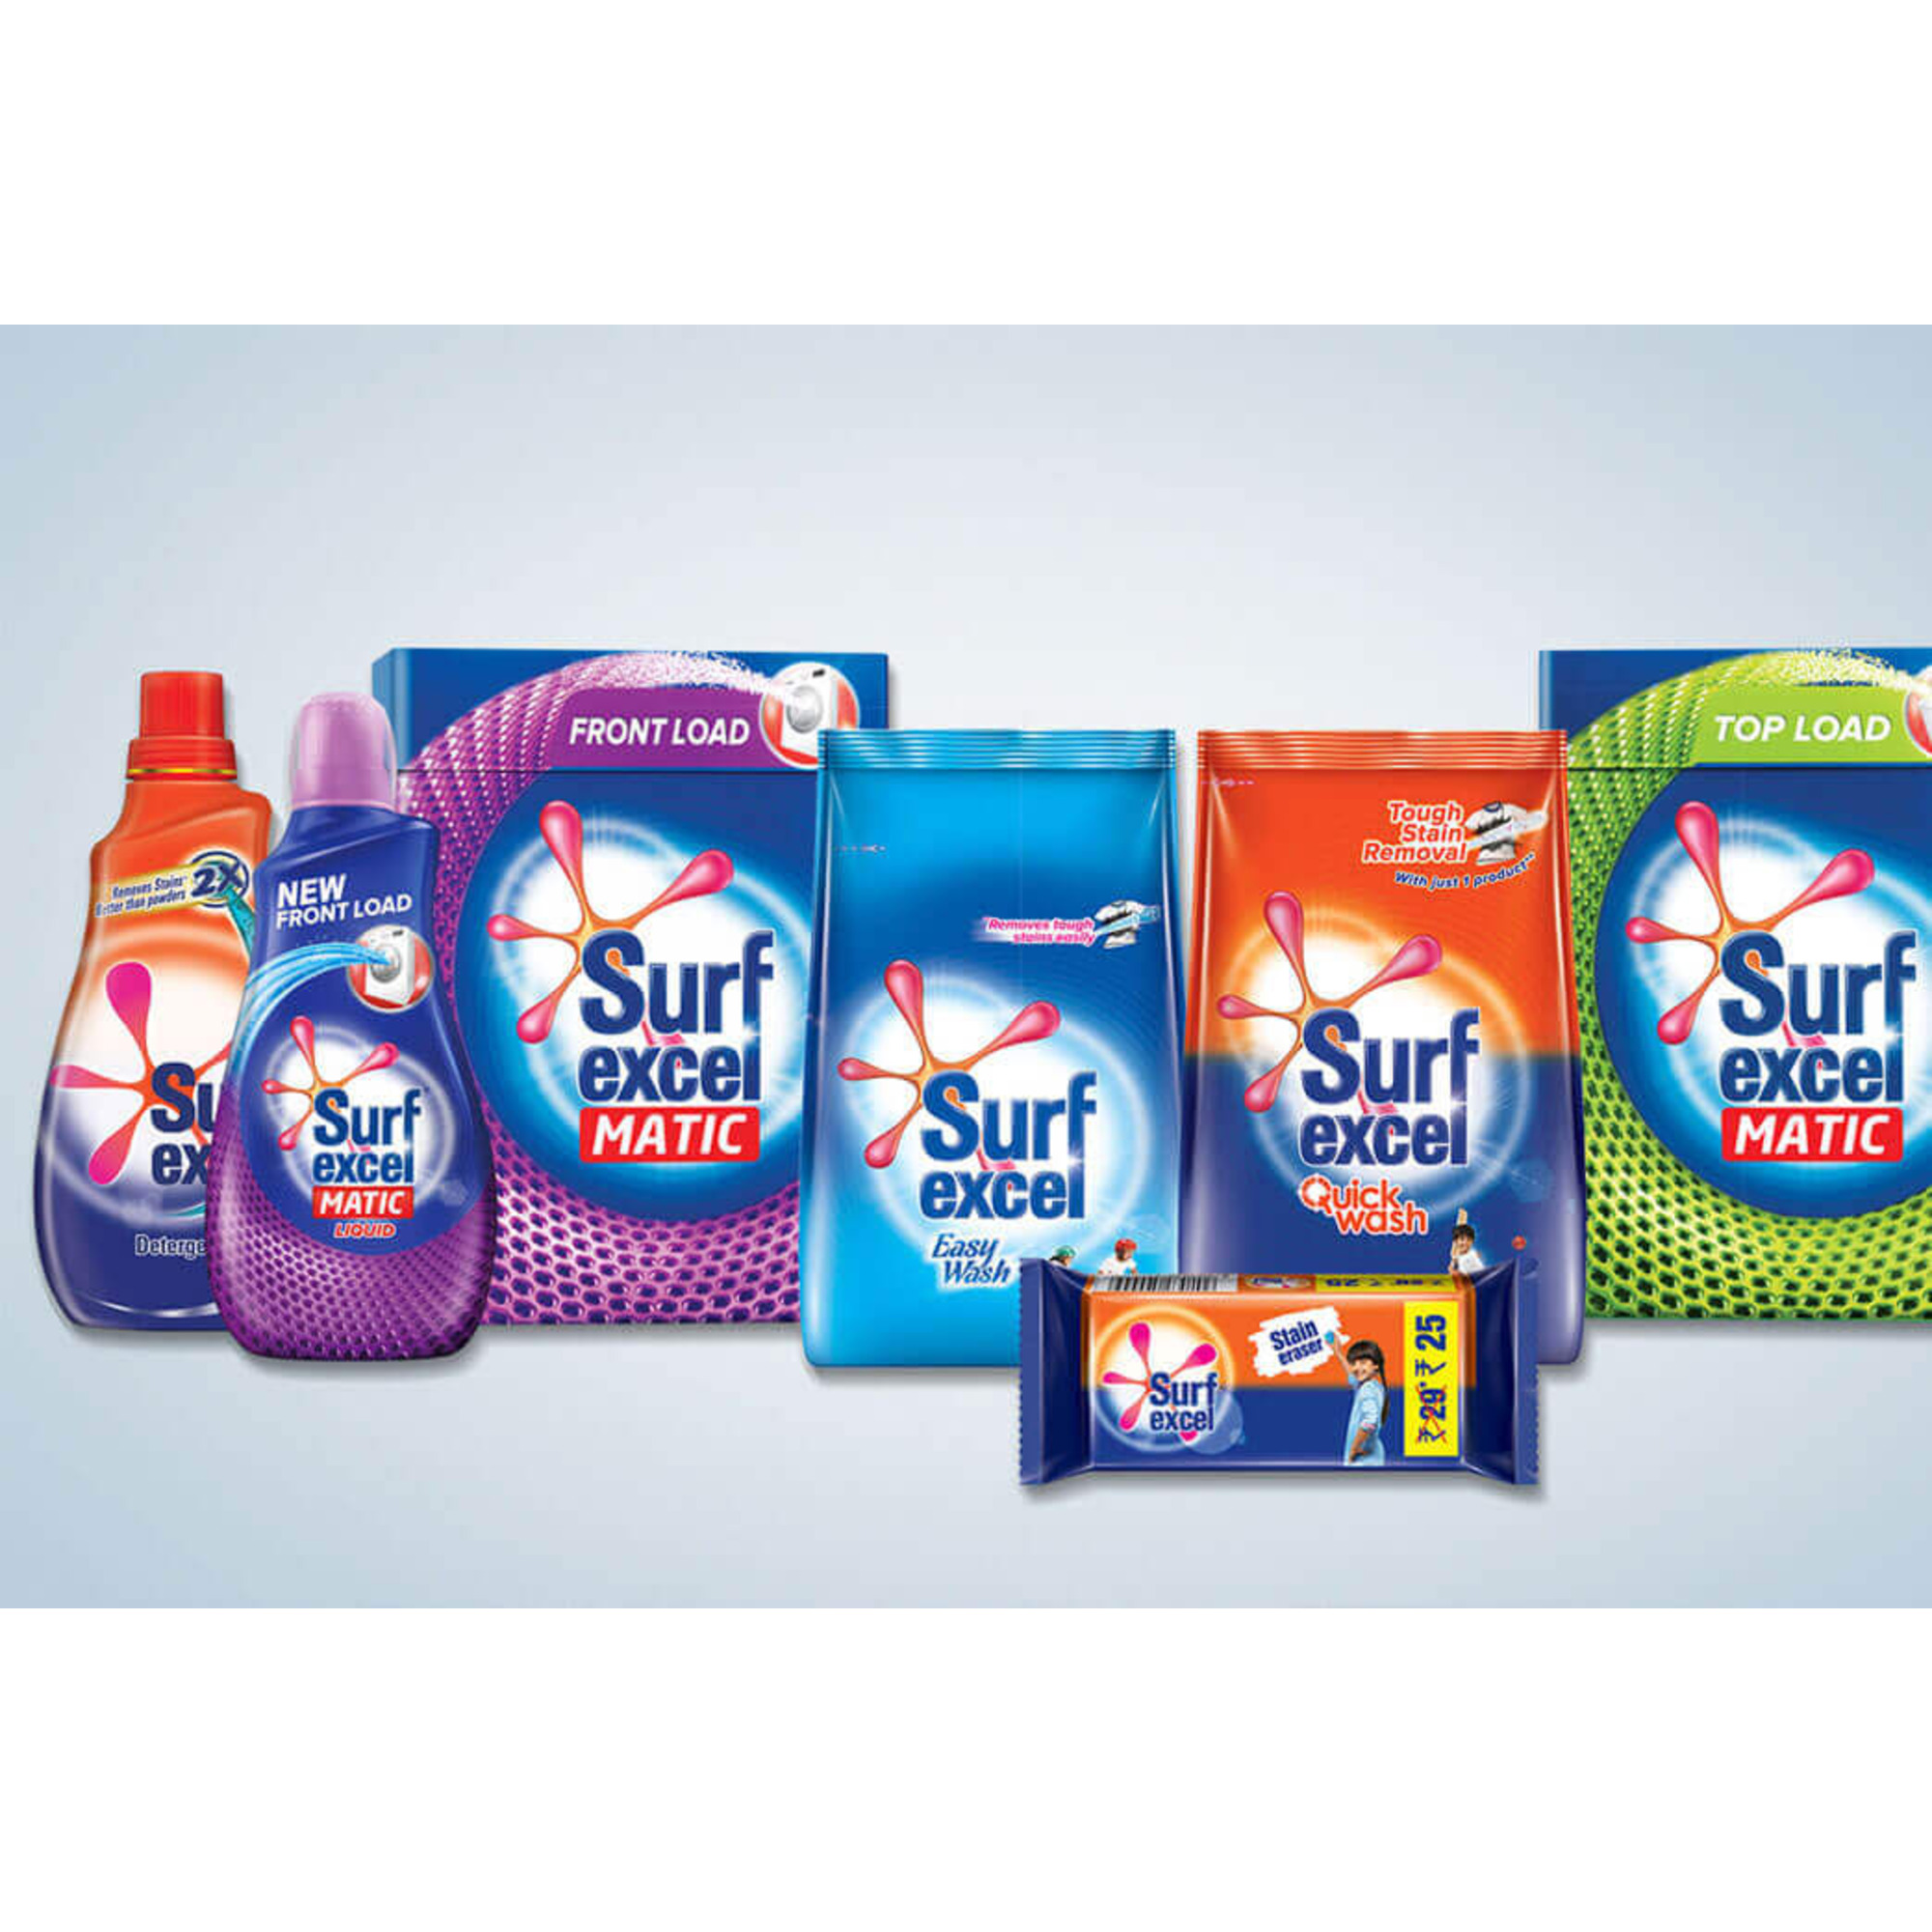 Removes Stains
Better than powders
2X
Su
ex
Deterge
NEW
FRONT LOAD
Surf
excel
MATIC
LIQUID
FRONT LOAD
Surf
excel
MATIC
Removes tough
stains easily
Surf
excel
Easy
Wash
Tough
Stain
Removal
With just 1 product**
Surf
excel
Quick
wash
Surf
excel
Stain
eraser
₹29* ₹25
TOP LOAD
Surf
excel
MATIC